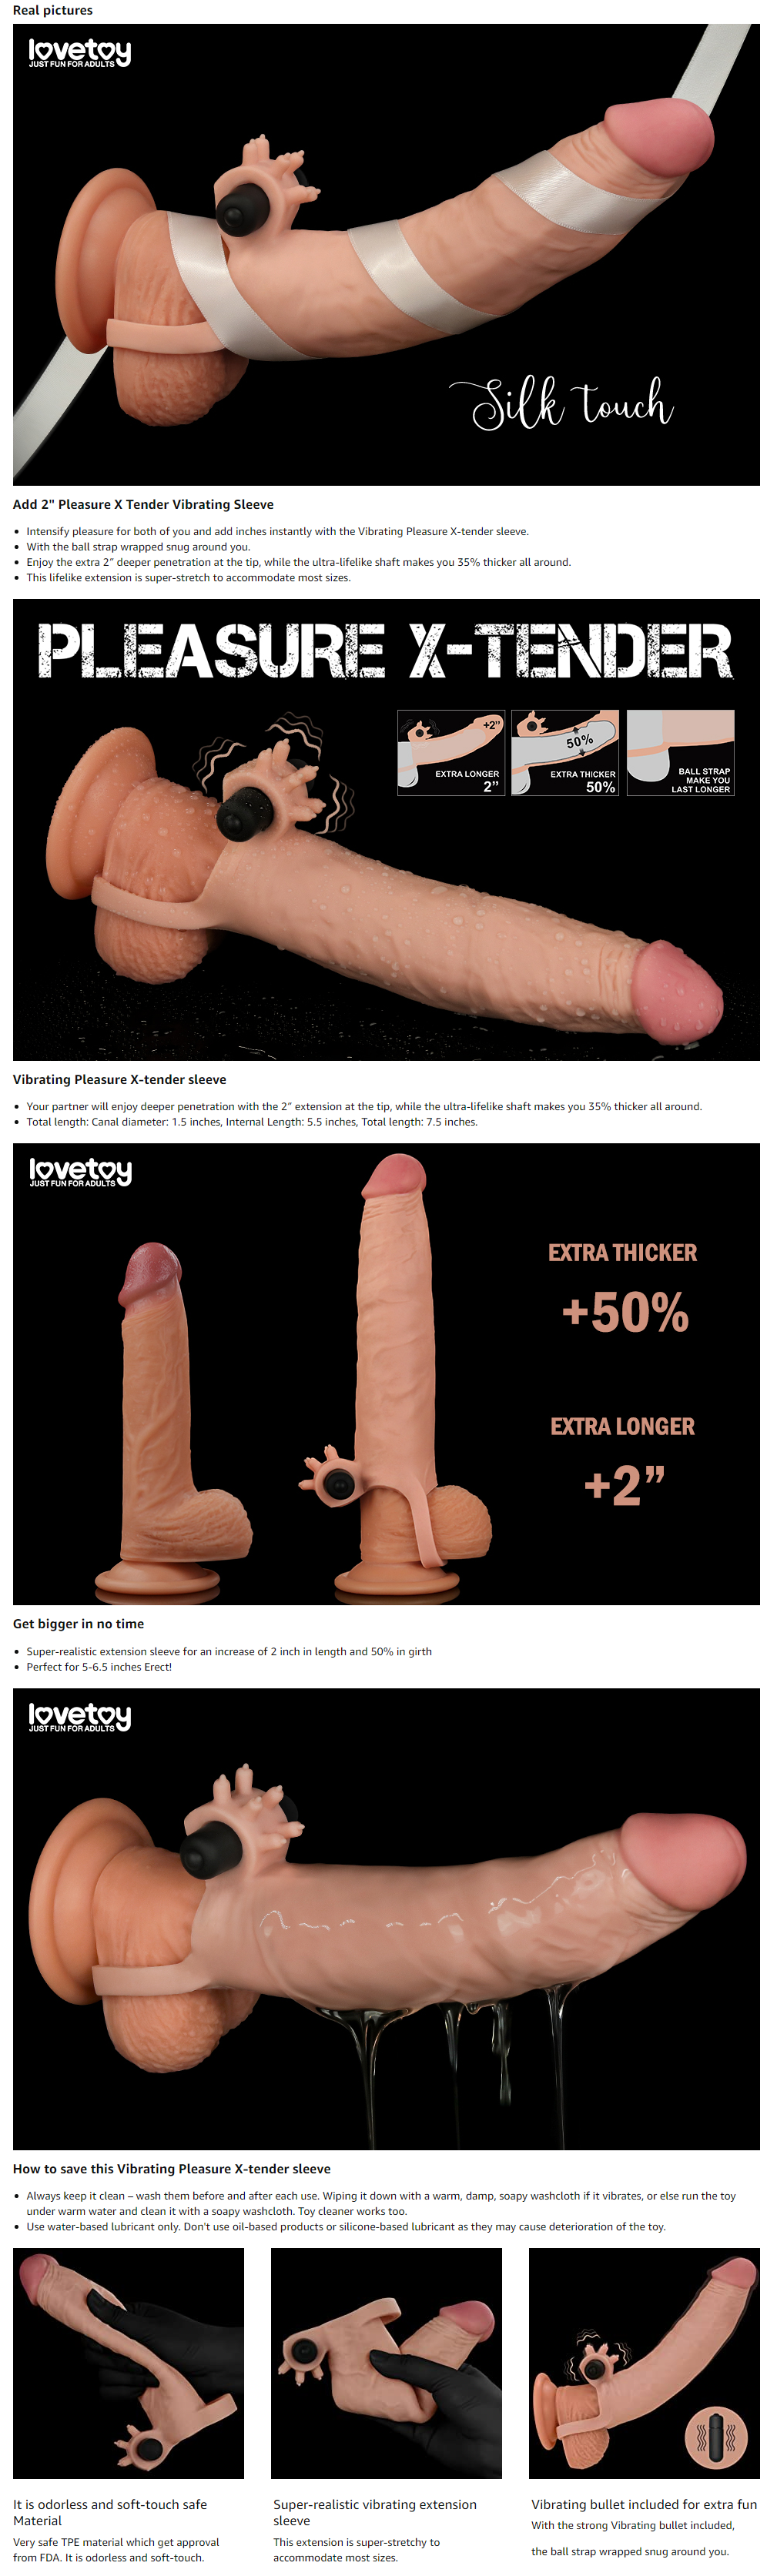 Real pictures
lovetoy
JUST FUN FOR ADULTS
Silk touch
Add 2" Pleasure X Tender Vibrating Sleeve
Intensify pleasure for both of you and add inches instantly with the Vibrating Pleasure X-tender sleeve.
With the ball strap wrapped snug around you.
Enjoy the extra 2” deeper penetration at the tip, while the ultra-lifelike shaft makes you 35% thicker all around.
This lifelike extension is super-stretch to accommodate most sizes.
PLEASURE X-TENDER
+2”
EXTRA LONGER
2”
50%
EXTRA THICKER
50%
BALL STRAP
MAKE YOU
LAST LONGER
Vibrating Pleasure X-tender sleeve
Your partner will enjoy deeper penetration with the 2” extension at the tip, while the ultra-lifelike shaft makes you 35% thicker all around.
Total length: Canal diameter: 1.5 inches, Internal Length: 5.5 inches, Total length: 7.5 inches.
lovetoy
JUST FUN FOR ADULTS
EXTRA THICKER
+50%
EXTRA LONGER
+2”
Get bigger in no time
Super-realistic extension sleeve for an increase of 2 inch in length and 50% in girth
Perfect for 5-6.5 inches Erect!
lovetoy
JUST FUN FOR ADULTS
How to save this Vibrating Pleasure X-tender sleeve
Always keep it clean – wash them before and after each use. Wiping it down with a warm, damp, soapy washcloth if it vibrates, or else run the toy
under warm water and clean it with a soapy washcloth. Toy cleaner works too.
Use water-based lubricant only. Don't use oil-based products or silicone-based lubricant as they may cause deterioration of the toy.
It is odorless and soft-touch safe
Material
Very safe TPE material which get approval
from FDA. It is odorless and soft-touch.
Super-realistic vibrating extension
sleeve
This extension is super-stretchy to
accommodate most sizes.
Vibrating bullet included for extra fun
With the strong Vibrating bullet included,
the ball strap wrapped snug around you.